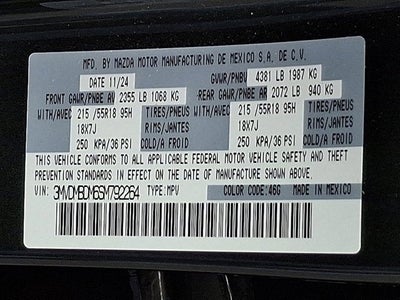 MFD. BY MAZDA MOTOR MANUFACTURING DE MEXICO S.A. DE C.V.
DATE 11/24 GVWR/PNBV 4381 LB 1987 KG
FRONT GAWR/PNBE AV 2355 LB 1068 KG REAR GAWR/PNBE AR 2072 LB 940 KG
WITH/AVEC 215 /55R18 95H TIRES/PNEUS WITH/AVEC 215 /55R18 95H TIRES/PNEUS
18X7J RIMS/JANTES 18X7J RIMS/JANTES
250 KPA/36 PSI COLD/A FROID 250 KPA/36 PSI COLD/A FROID
THIS VEHICLE CONFORMS TO ALL APPLICABLE FEDERAL MOTOR VEHICLE SAFETY AND THEFT
PREVENTION STANDARDS IN EFFECT ON THE DATE OF MANUFACTURE SHOWN ABOVE.
VIN: 3MVDMBDM6SM792264 TYPE:MPV COLOR CODE:46G MADE IN MEXICO